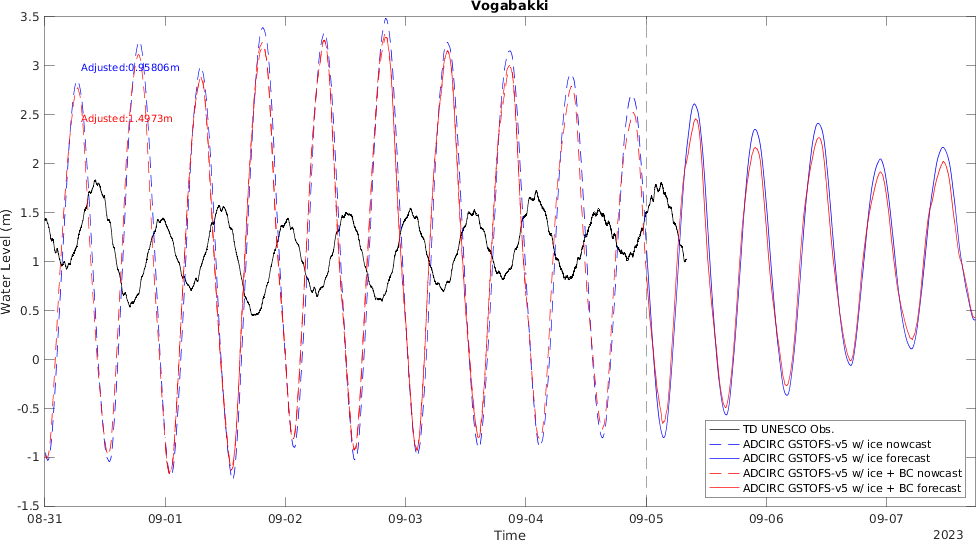 Vogabakki
3.5
3
2.5
2
1.5
1
0.5
0
-0.5
-1
-1.5
Water Level (m)
Adjusted:0.95806m
Adjusted:1.4973m
TD UNESCO Obs.
ADCIRC GSTOFS-v5 w/ ice nowcast
ADCIRC GSTOFS-v5 w/ ice forecast
ADCIRC GSTOFS-v5 w/ ice + BC nowcast
ADCIRC GSTOFS-v5 w/ ice + BC forecast
08-31 09-01 09-02 09-03 09-04 09-05 09-06 09-07
Time
2023